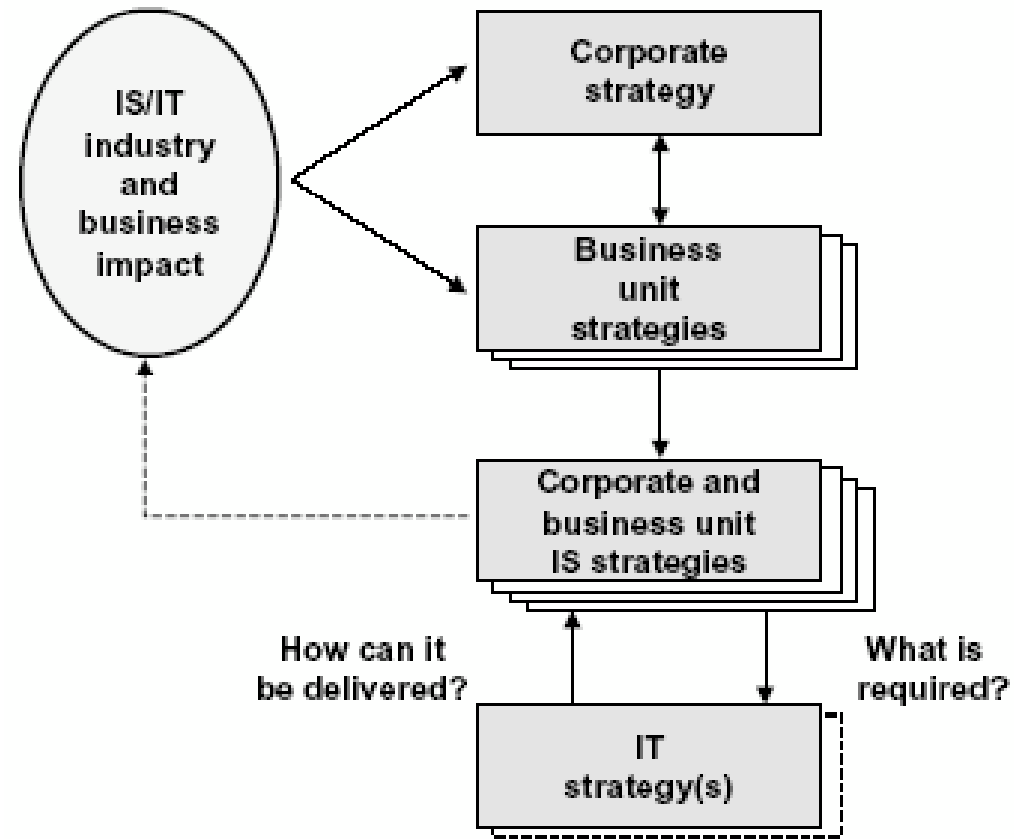 IS/IT
industry
and
business
impact
Corporate
strategy
Business
unit
strategies
Corporate and
business unit
IS strategies
How can it
be delivered?
What is
required?
IT
strategy(s)